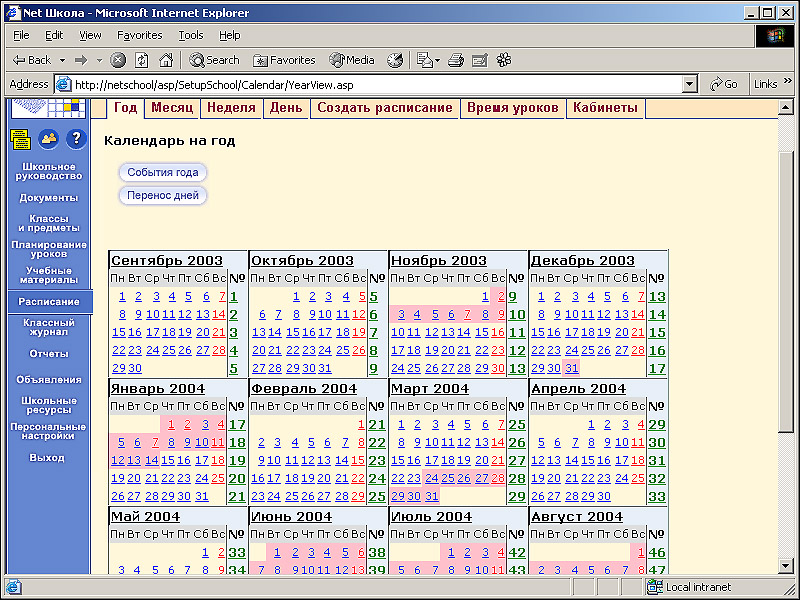 Net Школа - Microsoft Internet Explorer
File Edit View Favorites Tools Help
Back Search Favorites Media
Address http://netschool/asp/SetupSchool/Calendar/YearView.asp Go Links »
Год Месяц Неделя День Создать расписание Время уроков Кабинеты
?
Календарь на год
События года
Перенос дней
Школьное
руководство
Документы
Классы
и предметы
Планирование
уроков
Учебные
материалы
Расписание
Классный
журнал
Отчеты
Объявления
Школьные
ресурсы
Персональные
настройки
Выход
Сентябрь 2003 Октябрь 2003 Ноябрь 2003 Декабрь 2003
Пн Вт Ср Чт Пт Сб Вс № Пн Вт Ср Чт Пт Сб Вс № Пн Вт Ср Чт Пт Сб Вс № Пн Вт Ср Чт Пт Сб Вс №
1 2 3 4 5 6 7 1 1 2 3 4 5 5 1 2 9 1 2 3 4 5 6 7 13
8 9 10 11 12 13 14 2 6 7 8 9 10 11 12 6 3 4 5 6 7 8 9 10 8 9 10 11 12 13 14 14
15 16 17 18 19 20 21 3 13 14 15 16 17 18 19 7 10 11 12 13 14 15 16 11 15 16 17 18 19 20 21 15
22 23 24 25 26 27 28 4 20 21 22 23 24 25 26 8 17 18 19 20 21 22 23 12 22 23 24 25 26 27 28 16
29 30 5 27 28 29 30 31 9 24 25 26 27 28 29 30 13 29 30 31 17
Январь 2004 Февраль 2004 Март 2004 Апрель 2004
Пн Вт Ср Чт Пт Сб Вс № Пн Вт Ср Чт Пт Сб Вс № Пн Вт Ср Чт Пт Сб Вс № Пн Вт Ср Чт Пт Сб Вс №
1 2 3 4 17 1 21 1 2 3 4 5 6 7 25 1 2 3 4 29
5 6 7 8 9 10 11 18 2 3 4 5 6 7 8 22 8 9 10 11 12 13 14 26 5 6 7 8 9 10 11 30
12 13 14 15 16 17 18 19 9 10 11 12 13 14 15 23 15 16 17 18 19 20 21 27 12 13 14 15 16 17 18 31
19 20 21 22 23 24 25 20 16 17 18 19 20 21 22 24 22 23 24 25 26 27 28 28 19 20 21 22 23 24 25 32
26 27 28 29 30 31 21 23 24 25 26 27 28 29 25 29 30 31 29 26 27 28 29 30 33
Май 2004 Июнь 2004 Июль 2004 Август 2004
Пн Вт Ср Чт Пт Сб Вс № Пн Вт Ср Чт Пт Сб Вс № Пн Вт Ср Чт Пт Сб Вс № Пн Вт Ср Чт Пт Сб Вс №
1 2 33 1 2 3 4 5 6 38 1 2 3 4 42 1 46
3 4 5 6 7 8 9 34 7 8 9 10 11 12 13 39 5 6 7 8 9 10 11 43 2 3 4 5 6 7 8 47
Local intranet